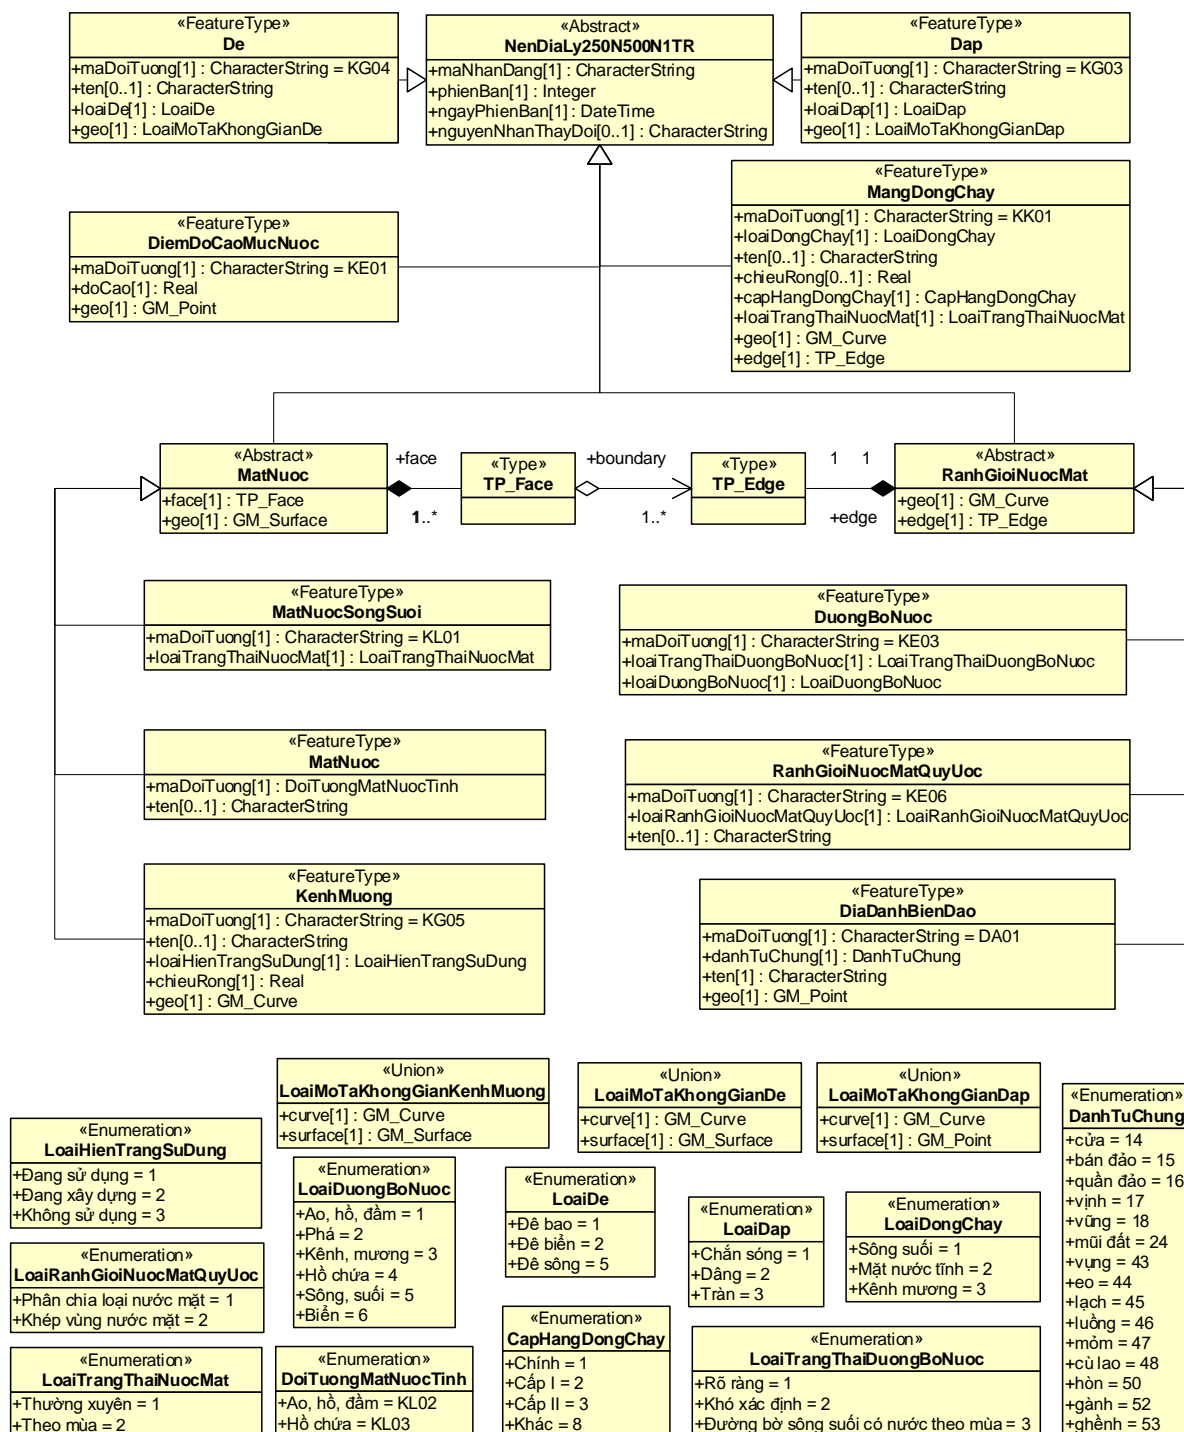 «FeatureType»
De
+maDoiTuong[1] : CharacterString = KG04
+ten[0..1] : CharacterString
+loaiDe[1] : LoaiDe
+geo[1] : LoaiMoTaKhongGianDe
«Abstract»
NenDiaLy250N500N1TR
+maNhanDang[1] : CharacterString
+phienBan[1] : Integer
+ngayPhienBan[1] : DateTime
+nguyenNhanThayDoi[0..1] : CharacterString
«FeatureType»
Dap
+maDoiTuong[1] : CharacterString = KG03
+ten[0..1] : CharacterString
+loaiDap[1] : LoaiDap
+geo[1] : LoaiMoTaKhongGianDap
«FeatureType»
DiemDoCaoMucNuoc
+maDoiTuong[1] : CharacterString = KE01
+doCao[1] : Real
+geo[1] : GM_Point
«FeatureType»
MangDongChay
+maDoiTuong[1] : CharacterString = KK01
+loaiDongChay[1] : LoaiDongChay
+ten[0..1] : CharacterString
+chieuRong[0..1] : Real
+capHangDongChay[1] : CapHangDongChay
+loaiTrangThaiNuocMat[1] : LoaiTrangThaiNuocMat
+geo[1] : GM_Curve
+edge[1] : TP_Edge
«Abstract»
MatNuoc
+face[1] : TP_Face
+geo[1] : GM_Surface
+face
1..*
«Type»
TP_Face
+boundary
1..*
«Type»
TP_Edge
1 1
+edge
«Abstract»
RanhGioiNuocMat
+geo[1] : GM_Curve
+edge[1] : TP_Edge
«FeatureType»
MatNuocSongSuoi
+maDoiTuong[1] : CharacterString = KL01
+loaiTrangThaiNuocMat[1] : LoaiTrangThaiNuocMat
«FeatureType»
DuongBoNuoc
+maDoiTuong[1] : CharacterString = KE03
+loaiTrangThaiDuongBoNuoc[1] : LoaiTrangThaiDuongBoNuoc
+loaiDuongBoNuoc[1] : LoaiDuongBoNuoc
«FeatureType»
MatNuoc
+maDoiTuong[1] : DoiTuongMatNuocTinh
+ten[0..1] : CharacterString
«FeatureType»
RanhGioiNuocMatQuyUoc
+maDoiTuong[1] : CharacterString = KE06
+loaiRanhGioiNuocMatQuyUoc[1] : LoaiRanhGioiNuocMatQuyUoc
+ten[0..1] : CharacterString
«FeatureType»
KenhMuong
+maDoiTuong[1] : CharacterString = KG05
+ten[0..1] : CharacterString
+loaiHienTrangSuDung[1] : LoaiHienTrangSuDung
+chieuRong[1] : Real
+geo[1] : GM_Curve
«FeatureType»
DiaDanhBienDao
+maDoiTuong[1] : CharacterString = DA01
+danhTuChung[1] : DanhTuChung
+ten[1] : CharacterString
+geo[1] : GM_Point
«Union»
LoaiMoTaKhongGianKenhMuong
+curve[1] : GM_Curve
+surface[1] : GM_Surface
«Union»
LoaiMoTaKhongGianDe
+curve[1] : GM_Curve
+surface[1] : GM_Surface
«Union»
LoaiMoTaKhongGianDap
+curve[1] : GM_Curve
+surface[1] : GM_Point
«Enumeration»
DanhTuChung
+cửa = 14
+bán đảo = 15
+quần đảo = 16
+vịnh = 17
+vũng = 18
+mũi đất = 24
+vụng = 43
+eo = 44
+lạch = 45
+luồng = 46
+mỏm = 47
+cù lao = 48
+hòn = 50
+gành = 52
+ghềnh = 53
«Enumeration»
LoaiHienTrangSuDung
+Đang sử dụng = 1
+Đang xây dựng = 2
+Không sử dụng = 3
«Enumeration»
LoaiDuongBoNuoc
+Ao, hồ, đầm = 1
+Phá = 2
+Kênh, mương = 3
+Hồ chứa = 4
+Sông, suối = 5
+Biển = 6
«Enumeration»
LoaiDe
+Đê bao = 1
+Đê biển = 2
+Đê sông = 5
«Enumeration»
LoaiDap
+Chắn sóng = 1
+Dâng = 2
+Tràn = 3
«Enumeration»
LoaiDongChay
+Sông suối = 1
+Mặt nước tĩnh = 2
+Kênh mương = 3
«Enumeration»
LoaiRanhGioiNuocMatQuyUoc
+Phân chia loại nước mặt = 1
+Khép vùng nước mặt = 2
«Enumeration»
LoaiTrangThaiNuocMat
+Thường xuyên = 1
+Theo mùa = 2
«Enumeration»
DoiTuongMatNuocTinh
+Ao, hồ, đầm = KL02
+Hồ chứa = KL03
«Enumeration»
CapHangDongChay
+Chính = 1
+Cấp I = 2
+Cấp II = 3
+Khác = 8
«Enumeration»
LoaiTrangThaiDuongBoNuoc
+Rõ ràng = 1
+Khó xác định = 2
+Đường bờ sông suối có nước theo mùa = 3